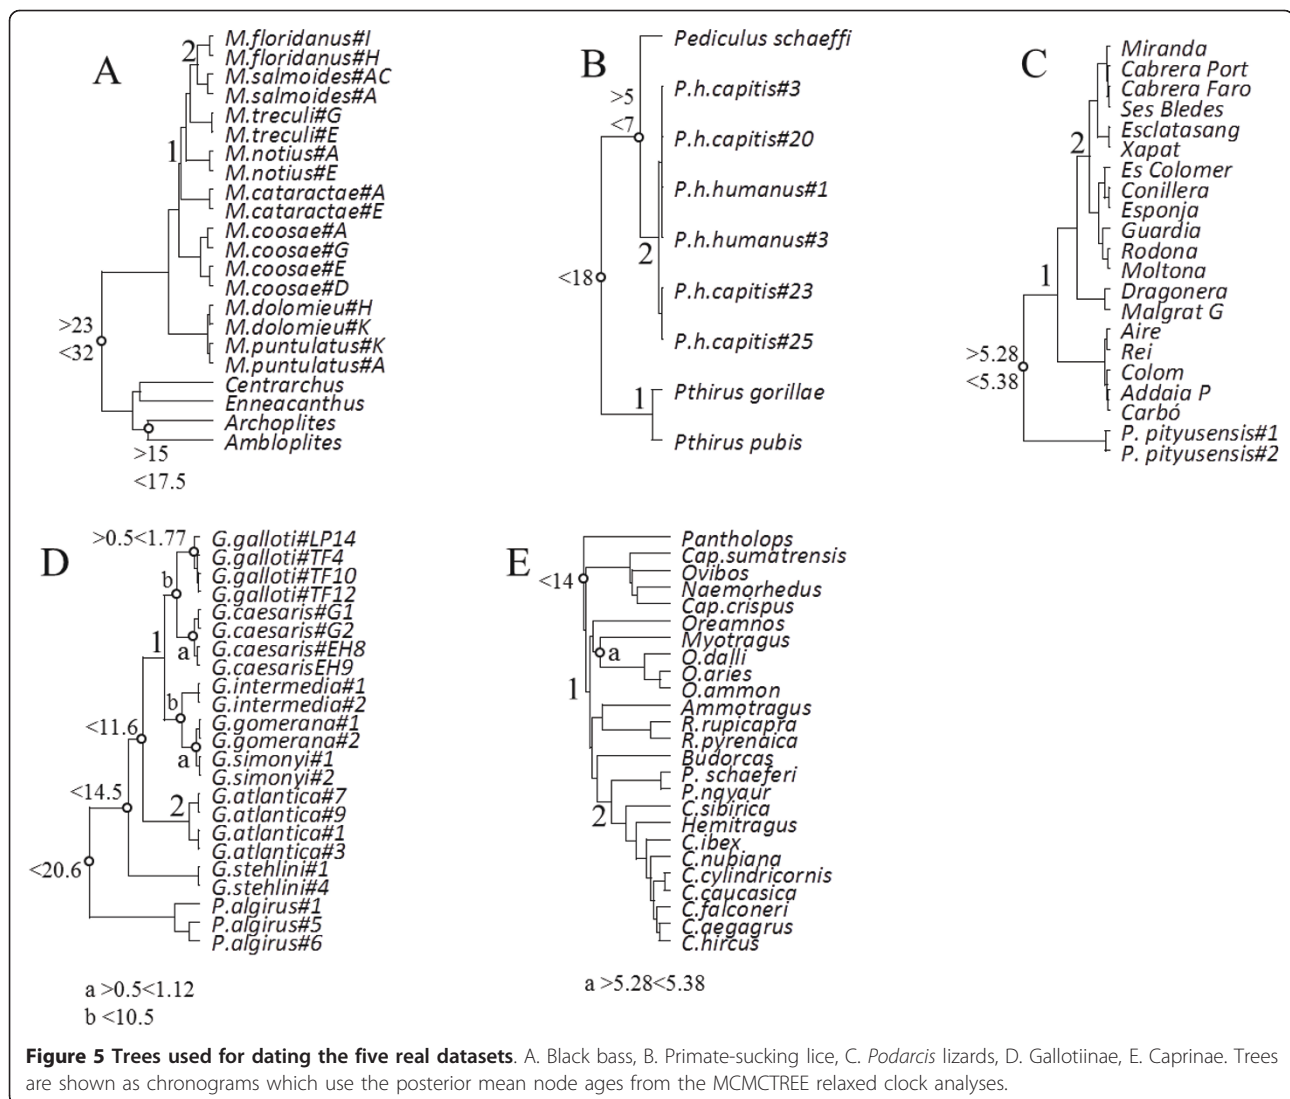 A
2
1
>23
<32
M.floridanus#I
M.floridanus#H
M.salmoides#AC
M.salmoides#A
M.treculi#G
M.treculi#E
M.notius#A
M.notius#E
M.cataractae#A
M.cataractae#E
M.coosae#A
M.coosae#G
M.coosae#E
M.coosae#D
M.dolomieu#H
M.dolomieu#K
M.puntulatus#K
M.puntulatus#A
Centrarchus
Enneacanthus
Archoplites
Ambloplites
>15
<17.5
B
>5
<7
2
<18
1
Pediculus schaeffi
P.h.capitis#3
P.h.capitis#20
P.h.humanus#1
P.h.humanus#3
P.h.capitis#23
P.h.capitis#25
Pthirus gorillae
Pthirus pubis
C
2
1
>5.28
<5.38
Miranda
Cabrera Port
Cabrera Faro
Ses Bledes
Esclatasang
Xapat
Es Colomer
Conillera
Esponja
Guardia
Rodona
Moltona
Dragonera
Malgrat G
Aire
Rei
Colom
Addaia P
Carbó
P. pityusensis#1
P. pityusensis#2
D
>0.5<1.77
b
1
a
b
<11.6
a
<14.5
2
<20.6
G.galloti#LP14
G.galloti#TF4
G.galloti#TF10
G.galloti#TF12
G.caesaris#G1
G.caesaris#G2
G.caesaris#EH8
G.caesarisEH9
G.intermedia#1
G.intermedia#2
G.gomerana#1
G.gomerana#2
G.simonyi#1
G.simonyi#2
G.atlantica#7
G.atlantica#9
G.atlantica#1
G.atlantica#3
G.stehlini#1
G.stehlini#4
P.algirus#1
P.algirus#5
P.algirus#6
a >0.5<1.12
b <10.5
E
<14
a
1
2
Pantholops
Cap.sumatrensis
Ovibos
Naemorhedus
Cap.crispus
Oreamnos
Myotragus
O.dalli
O.aries
O.ammon
Ammotragus
R.rupicapra
R.pyrenaica
Budorcas
P. schaeferi
P.nayaur
C.sibirica
Hemitragus
C.ibex
C.nubiana
C.cylindricornis
C.caucasica
C.falconeri
C.aegagrus
C.hircus
a >5.28<5.38
Figure 5 Trees used for dating the five real datasets. A. Black bass, B. Primate-sucking lice, C. Podarcis lizards, D. Gallotiinae, E. Caprinae. Trees
are shown as chronograms which use the posterior mean node ages from the MCMCTREE relaxed clock analyses.